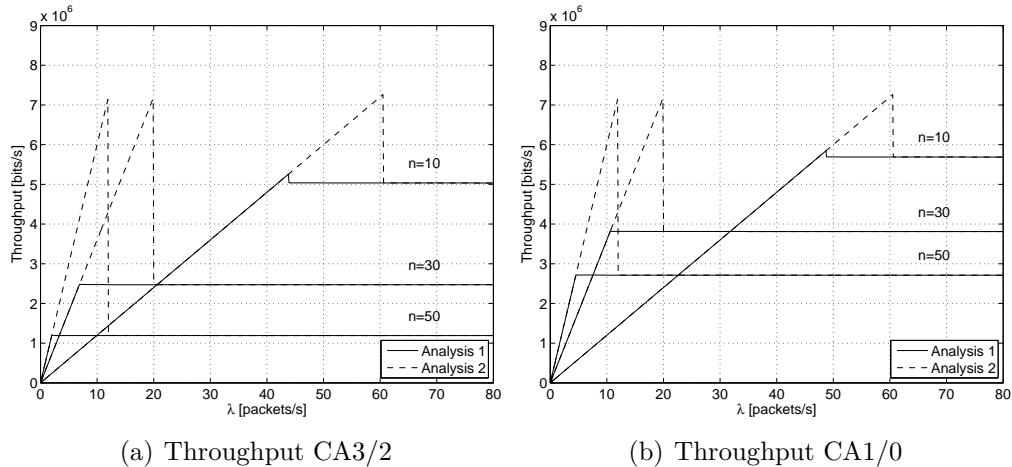 x 10^6
9
8
7
6
5
4
3
2
1
0
Throughput [bits/s]
n=10
n=30
n=50
Analysis 1
Analysis 2
0 10 20 30 40 50 60 70 80
λ [packets/s]
(a) Throughput CA3/2
x 10^6
9
8
7
6
5
4
3
2
1
0
Throughput [bits/s]
n=10
n=30
n=50
Analysis 1
Analysis 2
0 10 20 30 40 50 60 70 80
λ [packets/s]
(b) Throughput CA1/0